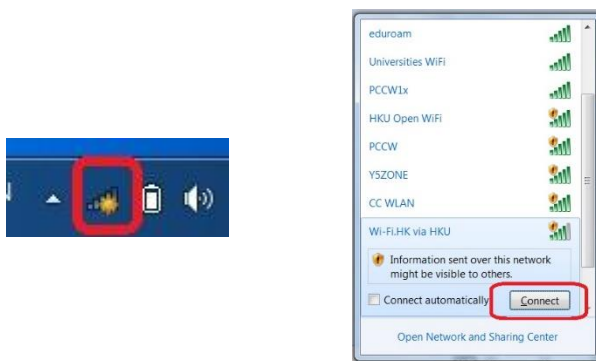 eduroam
Universities WiFi
PCCW1x
HKU Open WiFi
PCCW
Y5ZONE
CC WLAN
Wi-Fi.HK via HKU
Information sent over this network
might be visible to others.
Connect automatically
Connect
Open Network and Sharing Center